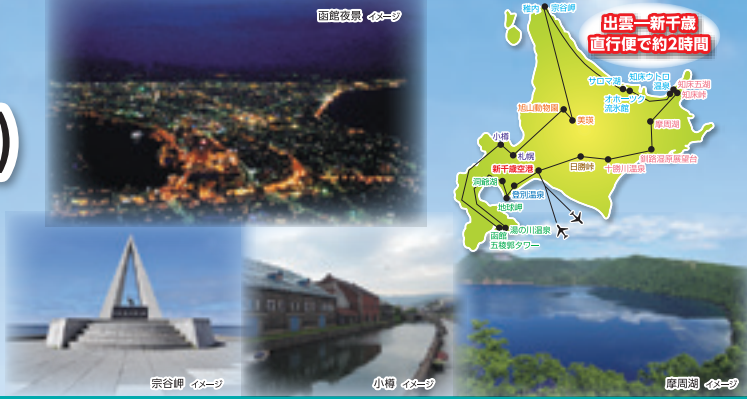 函館夜景 イメージ
稚内
宗谷岬
出雲―新千歳
直行便で約2時間
サロマ湖
知床ウトロ
温泉
知床五湖
知床峠
オホーツク
流氷館
旭山動物園
美瑛
摩周湖
小樽
札幌
釧路湿原展望台
新千歳空港
日勝峠
十勝川温泉
洞爺湖
登別温泉
地球岬
函館
湯の川温泉
五稜郭タワー
宗谷岬 イメージ
小樽 イメージ
摩周湖 イメージ